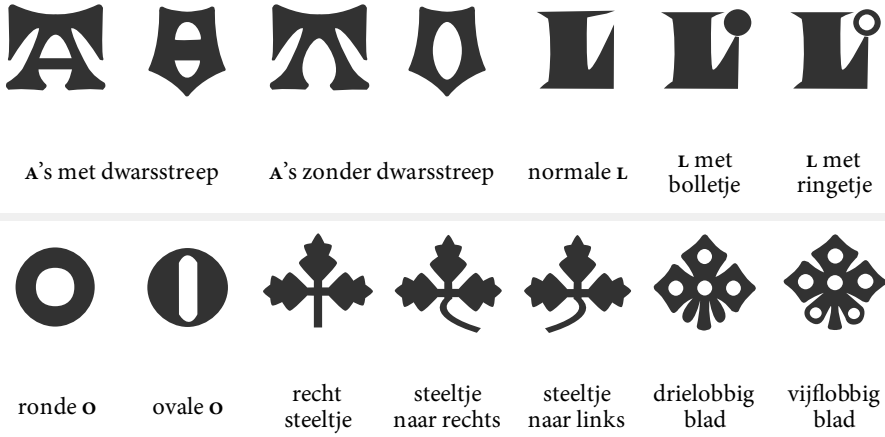 A's met dwarsstreep
A's zonder dwarsstreep
normale L
L met
bolletje
L met
ringetje
ronde O
ovale O
recht
steeltje
steeltje
naar rechts
steeltje
naar links
drielobbig
blad
vijflobbig
blad